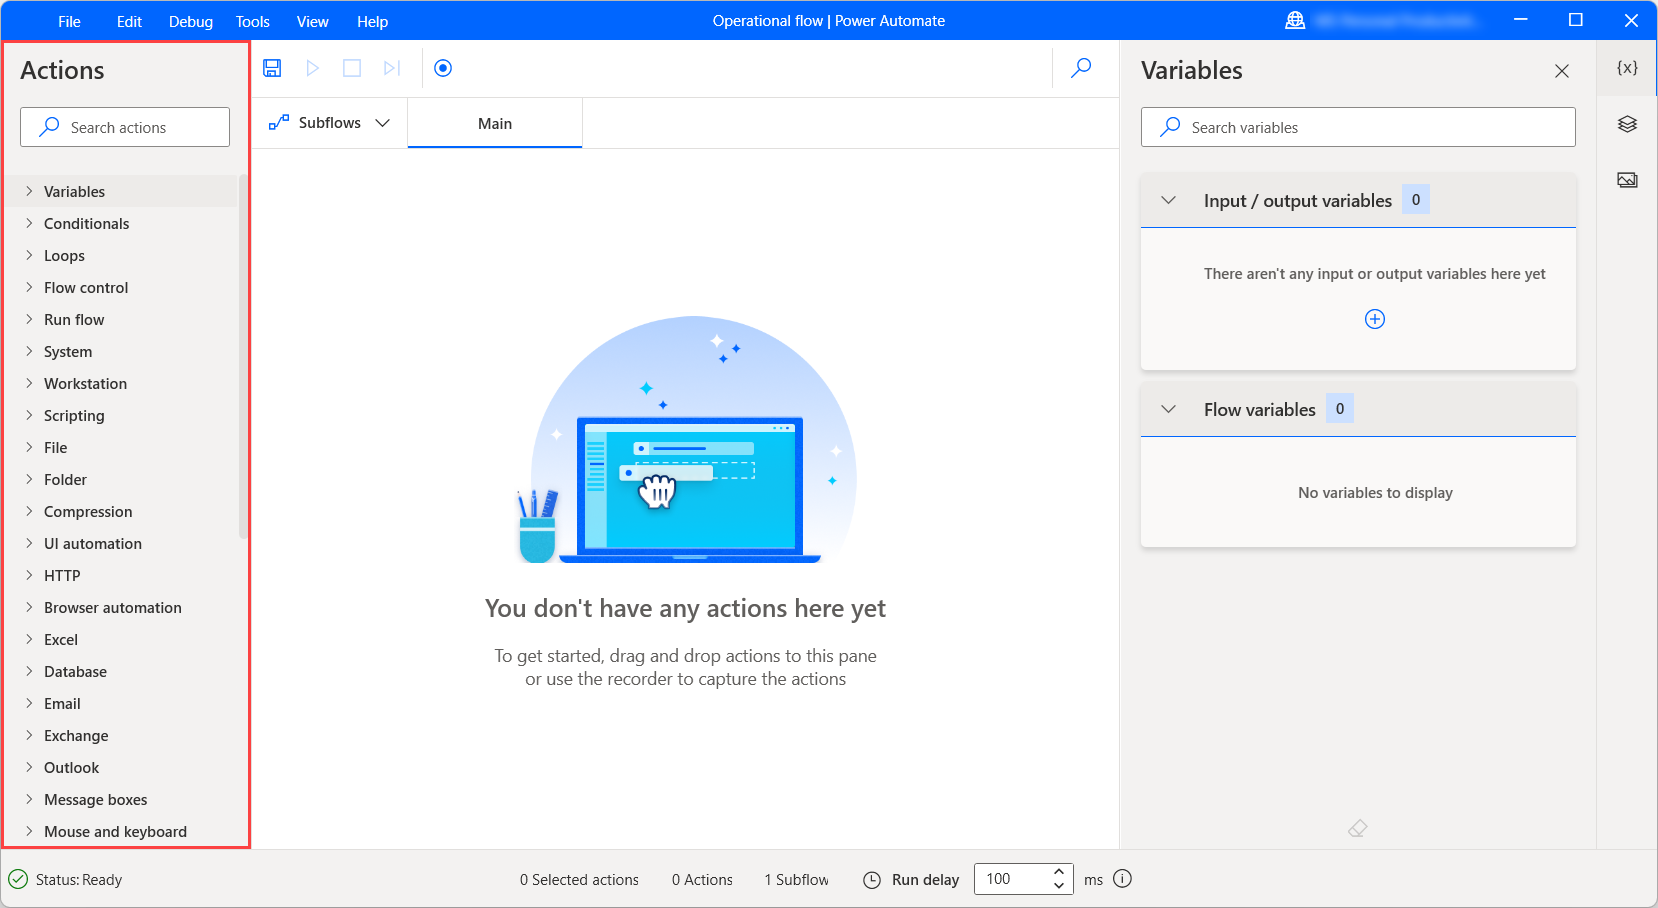 File Edit Debug Tools View Help Operational flow | Power Automate
Actions
Search actions
Variables
Conditionals
Loops
Flow control
Run flow
System
Workstation
Scripting
File
Folder
Compression
UI automation
HTTP
Browser automation
Excel
Database
Email
Exchange
Outlook
Message boxes
Mouse and keyboard
Subflows Main
You don't have any actions here yet
To get started, drag and drop actions to this pane
or use the recorder to capture the actions
Variables
{x}
Search variables
Input / output variables 0
There aren't any input or output variables here yet
Flow variables 0
No variables to display
Status: Ready 0 Selected actions 0 Actions 1 Subflow Run delay 100 ms